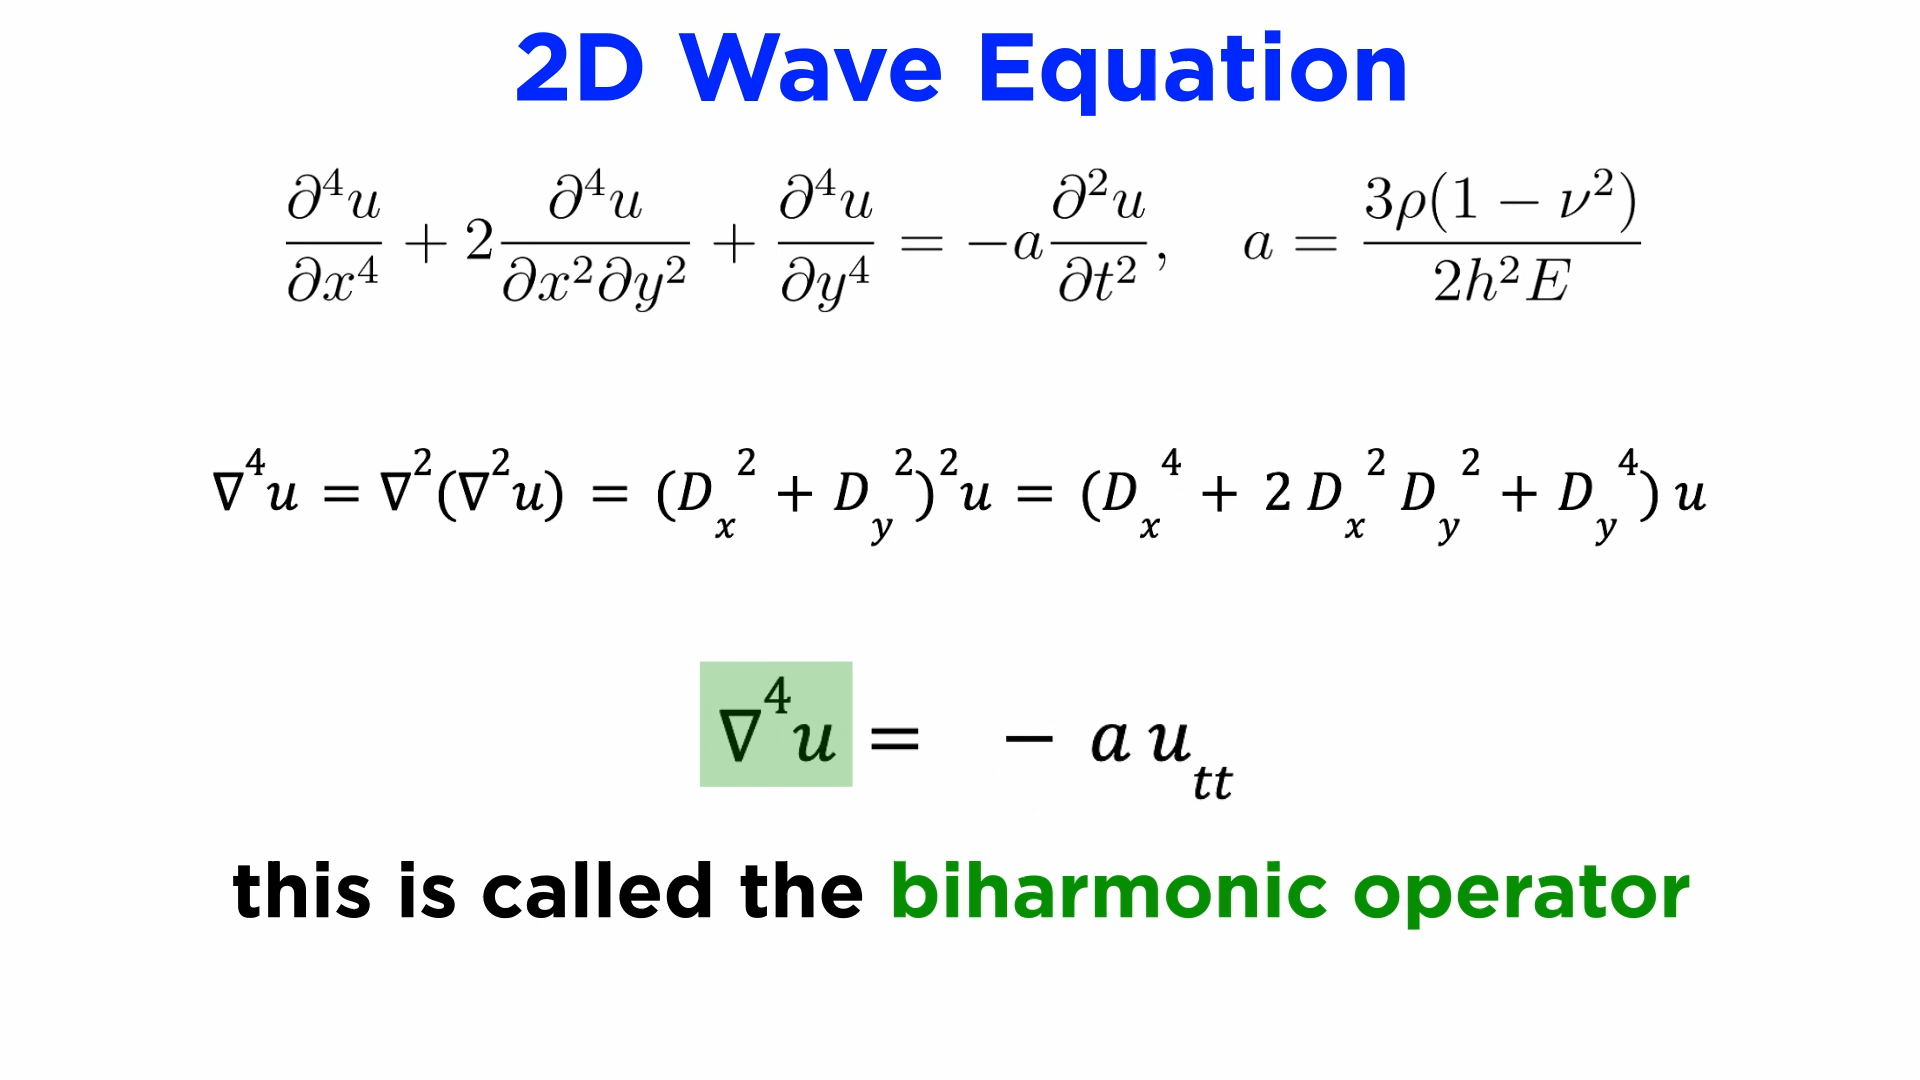 2D Wave Equation
∂⁴u/∂x⁴ + 2 ∂⁴u/∂x²∂y² + ∂⁴u/∂y⁴ = −a ∂²u/∂t², a = 3ρ(1 − ν²)/2h²E
∇⁴u = ∇²(∇²u) = (Dₓ² + D_y²)²u = (Dₓ⁴ + 2 Dₓ² D_y² + D_y⁴) u
∇⁴u = − a u_tt
this is called the biharmonic operator